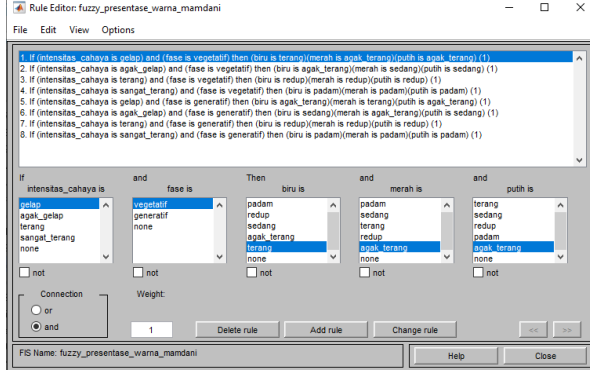 Rule Editor: fuzzy_presentase_warna_mamdani
File Edit View Options
1. If (intensitas_cahaya is gelap) and (fase is vegetatif) then (biru is terang)(merah is agak_terang)(putih is agak_terang) (1)
2. If (intensitas_cahaya is agak_gelap) and (fase is vegetatif) then (biru is agak_terang)(merah is sedang)(putih is sedang) (1)
3. If (intensitas_cahaya is terang) and (fase is vegetatif) then (biru is redup)(merah is redup)(putih is redup) (1)
4. If (intensitas_cahaya is sangat_terang) and (fase is vegetatif) then (biru is padam)(merah is padam)(putih is padam) (1)
5. If (intensitas_cahaya is gelap) and (fase is generatif) then (biru is agak_terang)(merah is terang)(putih is agak_terang) (1)
6. If (intensitas_cahaya is agak_gelap) and (fase is generatif) then (biru is sedang)(merah is agak_terang)(putih is sedang) (1)
7. If (intensitas_cahaya is terang) and (fase is generatif) then (biru is redup)(merah is redup)(putih is redup) (1)
8. If (intensitas_cahaya is sangat_terang) and (fase is generatif) then (biru is padam)(merah is padam)(putih is padam) (1)
If and Then and and
intensitas_cahaya is fase is biru is merah is putih is
gelap vegetatif padam padam terang
agak_gelap generatif redup sedang sedang
terang none sedang terang redup
sangat_terang agak_terang redup padam
none terang agak_terang agak_terang
none none none
not not not not not
Connection Weight:
or
and 1 Delete rule Add rule Change rule << >>
FIS Name: fuzzy_presentase_warna_mamdani Help Close